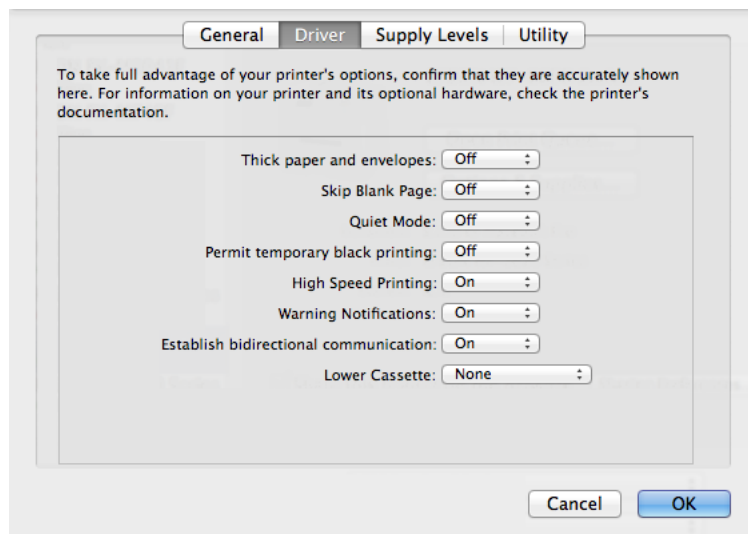 General Driver Supply Levels Utility
To take full advantage of your printer's options, confirm that they are accurately shown
here. For information on your printer and its optional hardware, check the printer's
documentation.
Thick paper and envelopes: Off
Skip Blank Page: Off
Quiet Mode: Off
Permit temporary black printing: Off
High Speed Printing: On
Warning Notifications: On
Establish bidirectional communication: On
Lower Cassette: None
Cancel OK